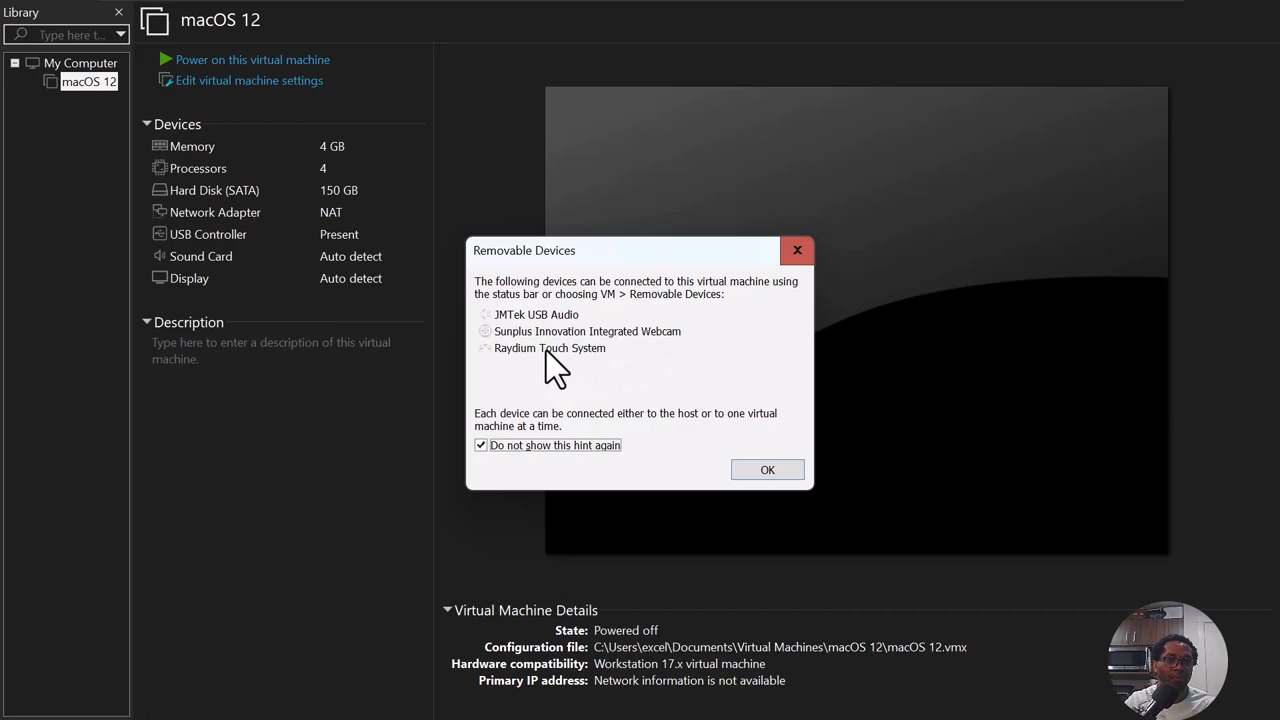 Library
Type here t...
My Computer
macOS 12
macOS 12
Power on this virtual machine
Edit virtual machine settings
Devices
Memory 4 GB
Processors 4
Hard Disk (SATA) 150 GB
Network Adapter NAT
USB Controller Present
Sound Card Auto detect
Display Auto detect
Description
Type here to enter a description of this virtual
machine.
Removable Devices
The following devices can be connected to this virtual machine using
the status bar or choosing VM > Removable Devices:
JMTek USB Audio
Sunplus Innovation Integrated Webcam
Raydium Touch System
Each device can be connected either to the host or to one virtual
machine at a time.
Do not show this hint again
OK
Virtual Machine Details
State: Powered off
Configuration file: C:\Users\excel\Documents\Virtual Machines\macOS 12\macOS 12.vmx
Hardware compatibility: Workstation 17.x virtual machine
Primary IP address: Network information is not available